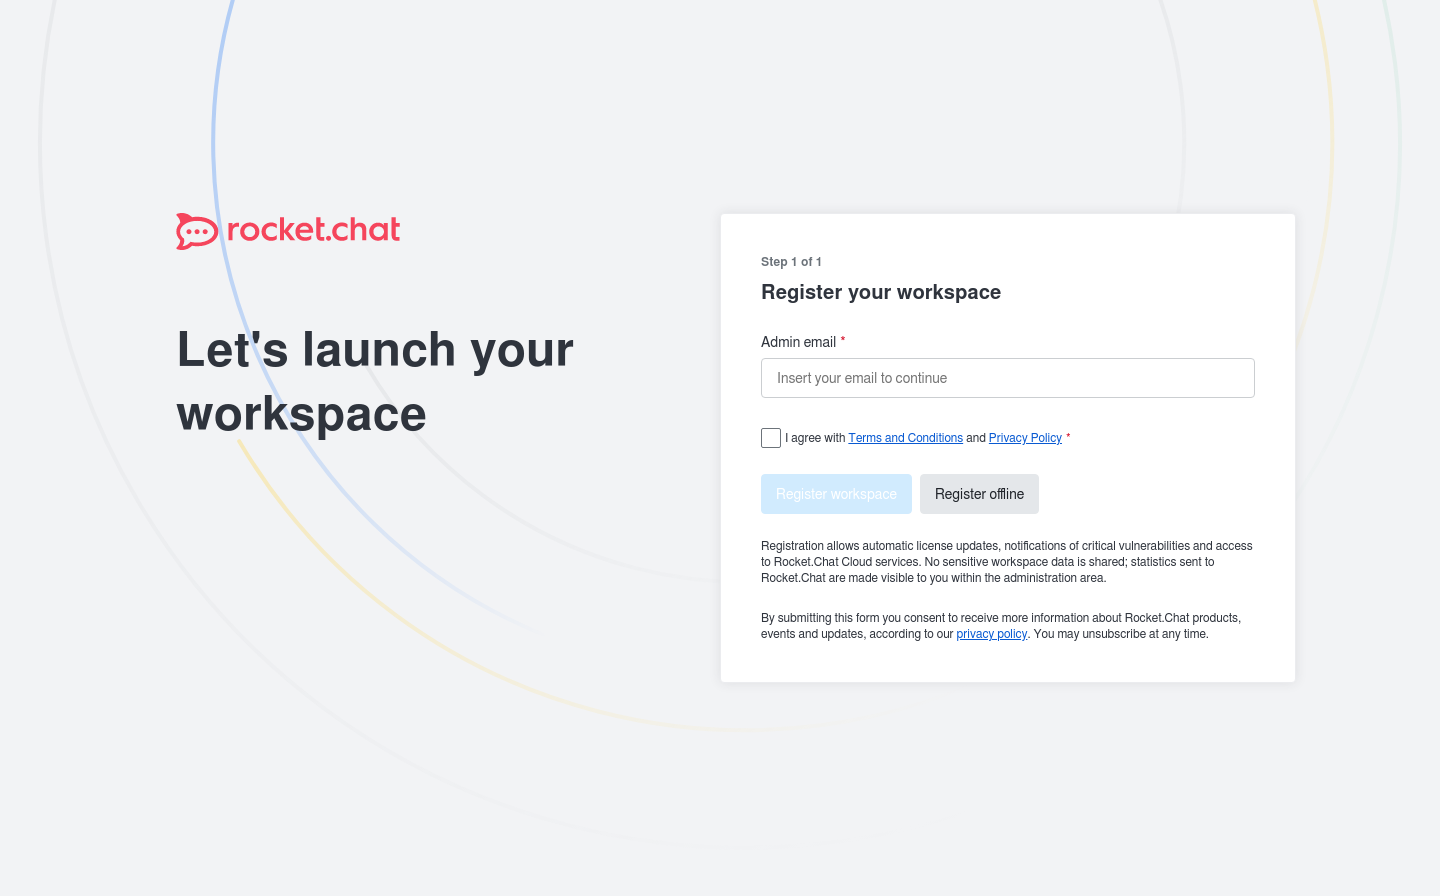 rocket.chat
Let's launch your
workspace
Step 1 of 1
Register your workspace
Admin email *
Insert your email to continue
I agree with Terms and Conditions and Privacy Policy *
Register workspace
Register offline
Registration allows automatic license updates, notifications of critical vulnerabilities and access
to Rocket.Chat Cloud services. No sensitive workspace data is shared; statistics sent to
Rocket.Chat are made visible to you within the administration area.
By submitting this form you consent to receive more information about Rocket.Chat products,
events and updates, according to our privacy policy. You may unsubscribe at any time.